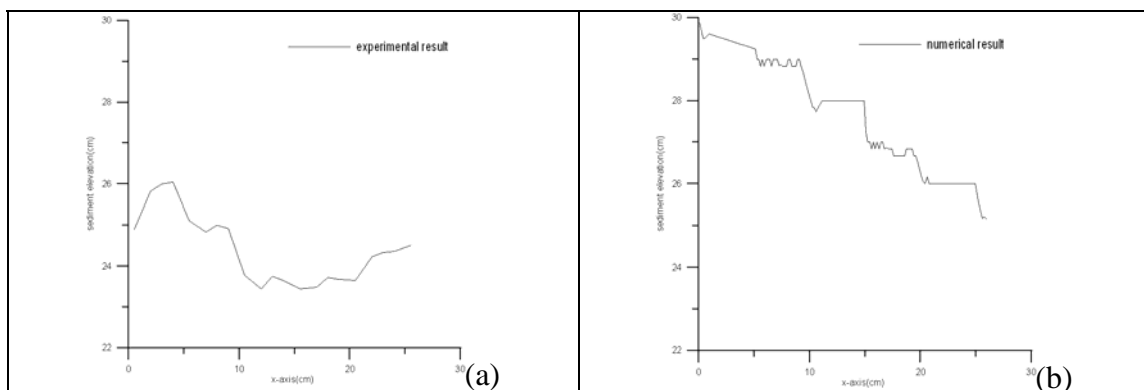 30
experimental result
28
26
24
22
sediment elevation(cm)
0
10
20
30
x-axis(cm)
(a)
30
numerical result
28
26
24
22
sediment elevation(cm)
0
10
20
30
x-axis(cm)
(b)